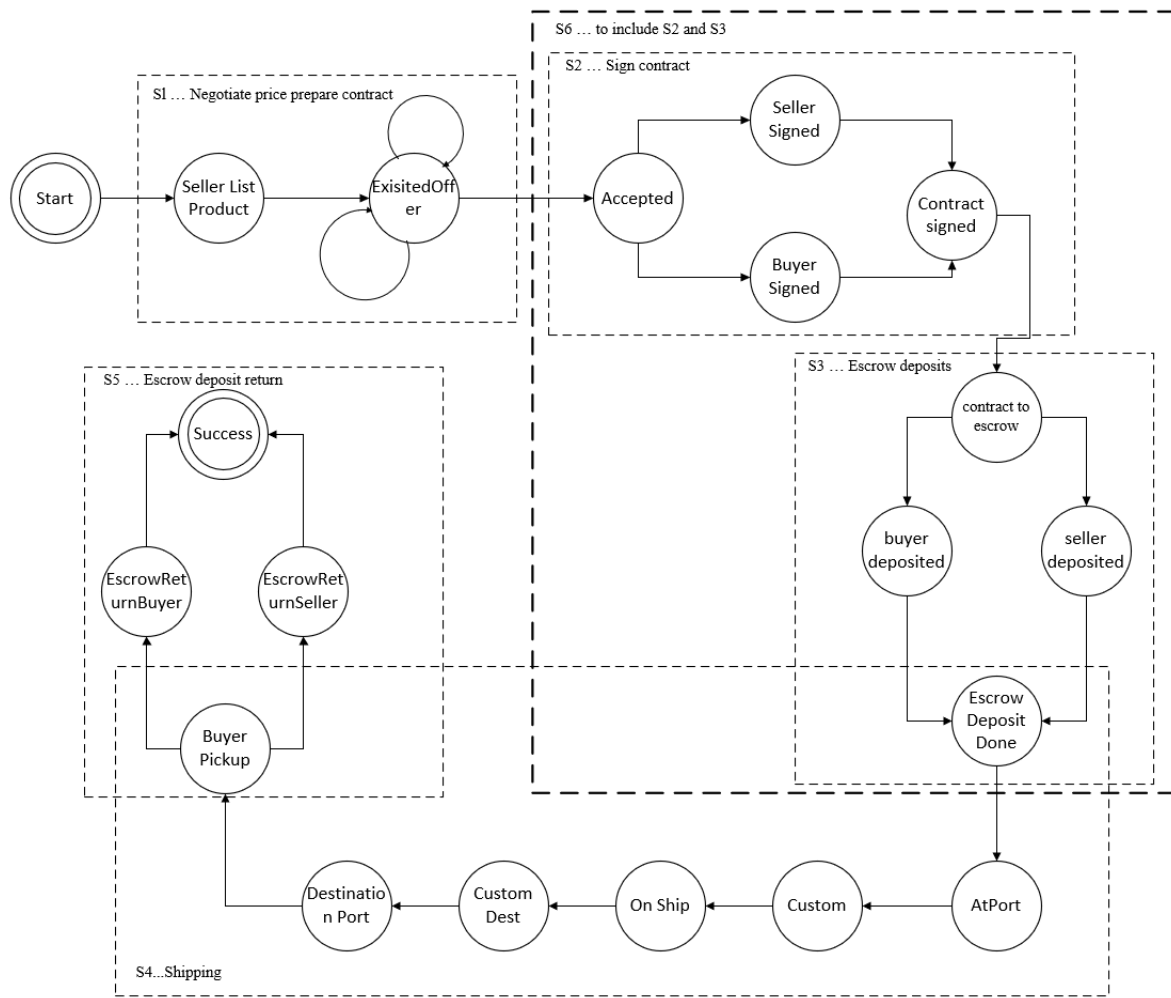 S6 … to include S2 and S3
S2 … Sign contract
Sl … Negotiate price prepare contract
Seller
Signed
Start
Seller List
Product
ExisitedOff
er
Accepted
Contract
signed
Buyer
Signed
S3 … Escrow deposits
S5 … Escrow deposit return
contract to
escrow
Success
buyer
deposited
seller
deposited
EscrowRet
urnBuyer
EscrowRet
urnSeller
Escrow
Deposit
Done
Buyer
Pickup
Destinatio
n Port
Custom
Dest
On Ship
Custom
AtPort
S4...Shipping